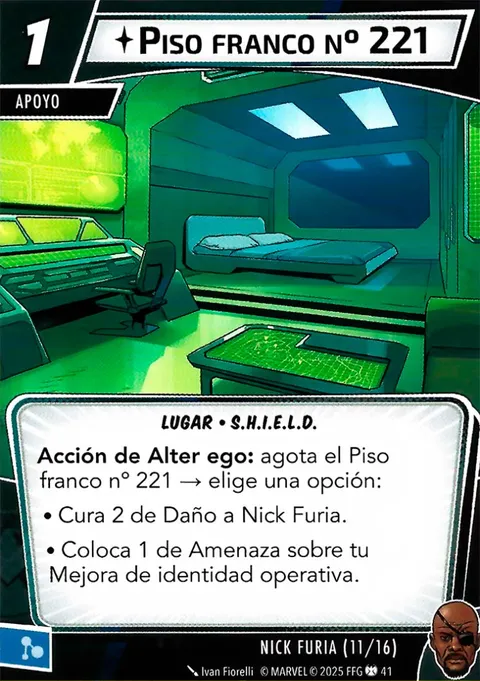 1
PISO FRANCO Nº 221
APOYO
LUGAR • S.H.I.E.L.D.
Acción de Alter ego: agota el Piso
franco nº 221 → elige una opción:
• Cura 2 de Daño a Nick Furia.
• Coloca 1 de Amenaza sobre tu
Mejora de identidad operativa.
NICK FURIA (11/16)
Ivan Fiorelli © MARVEL © 2025 FFG 41